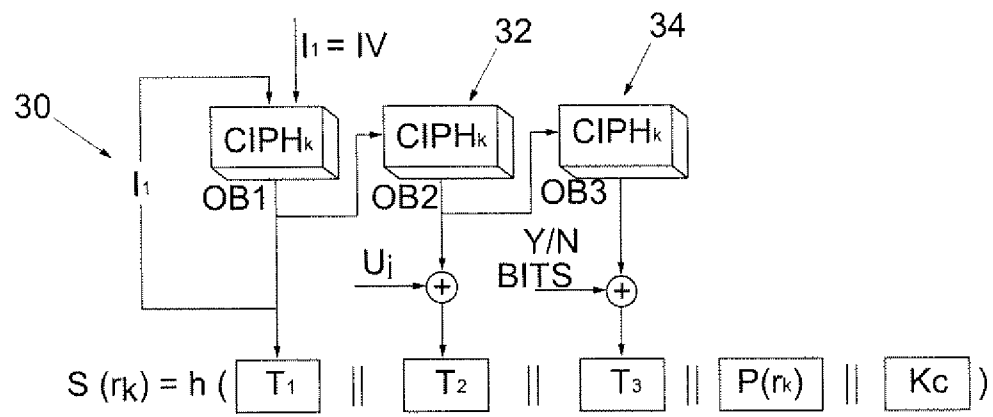 I₁ = IV
32
34
30
CIPHₖ
CIPHₖ
CIPHₖ
I₁
OB1
OB2
OB3
Uj
Y/N
BITS
+
+
S (rₖ) = h ( T₁ || T₂ || T₃ || P(rₖ) || Kc )